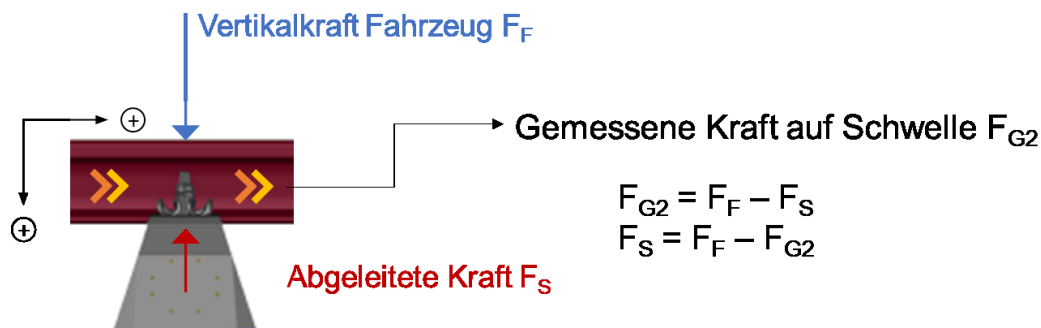 Vertikalkraft Fahrzeug F_F
+
Gemessene Kraft auf Schwelle F_G2
F_G2 = F_F – F_S
F_S = F_F – F_G2
+
Abgeleitete Kraft F_S